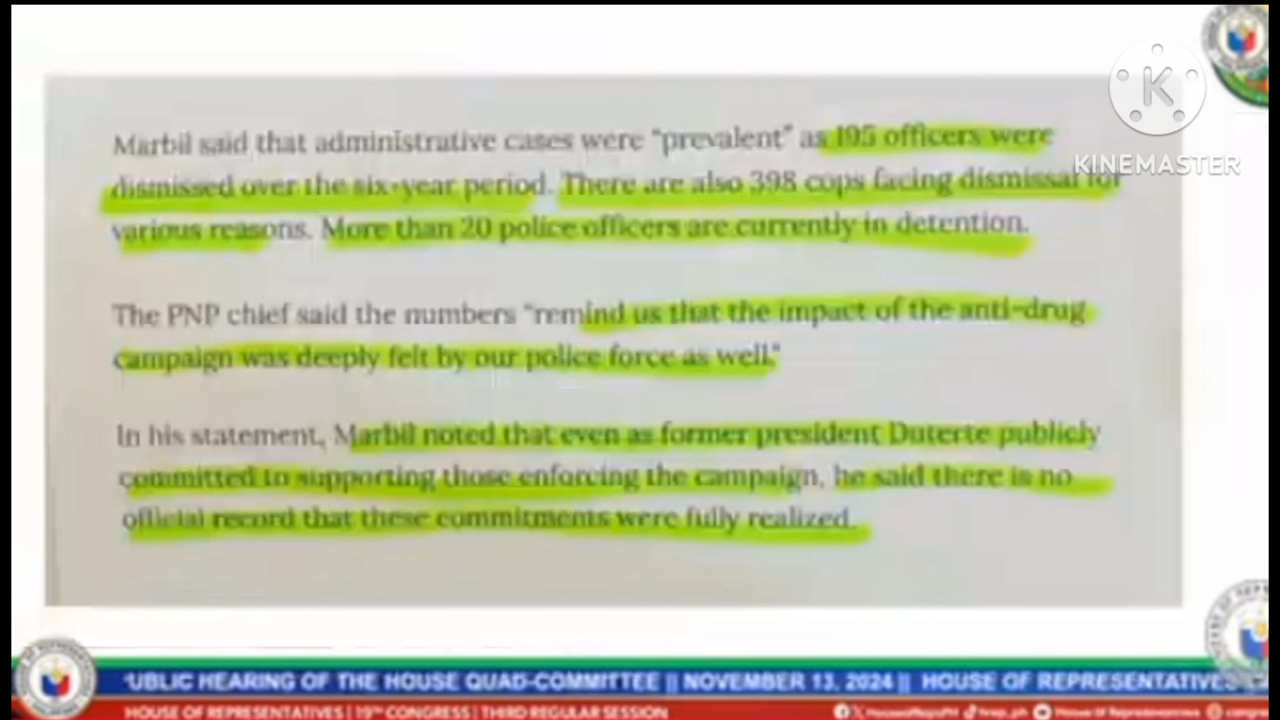 Marbil said that administrative cases were "prevalent" as 195 officers were
dismissed over the six-year period. There are also 398 cops facing dismissal for
various reasons. More than 20 police officers are currently in detention.
The PNP chief said the numbers "remind us that the impact of the anti-drug
campaign was deeply felt by our police force as well."
In his statement, Marbil noted that even as former president Duterte publicly
committed to supporting those enforcing the campaign, he said there is no
official record that these commitments were fully realized.
K
KINEMASTER
UBLIC HEARING OF THE HOUSE QUAD-COMMITTEE || NOVEMBER 13, 2024 || HOUSE OF REPRESENTATIVES
HOUSE OF REPRESENTATIVES | 19TH CONGRESS | THIRD REGULAR SESSION